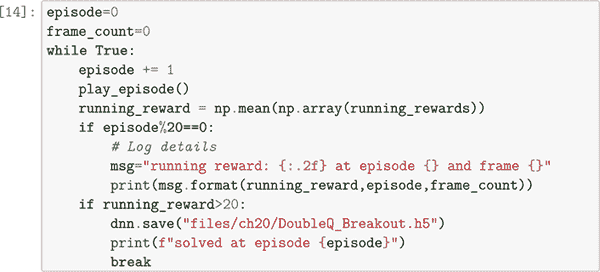 [14]: episode=0
frame_count=0
while True:
    episode += 1
    play_episode()
    running_reward = np.mean(np.array(running_rewards))
    if episode%20==0:
        # Log details
        msg="running reward: {:.2f} at episode {} and frame {}"
        print(msg.format(running_reward,episode,frame_count))
    if running_reward>20:
        dnn.save("files/ch20/DoubleQ_Breakout.h5")
        print(f"solved at episode {episode}")
        break